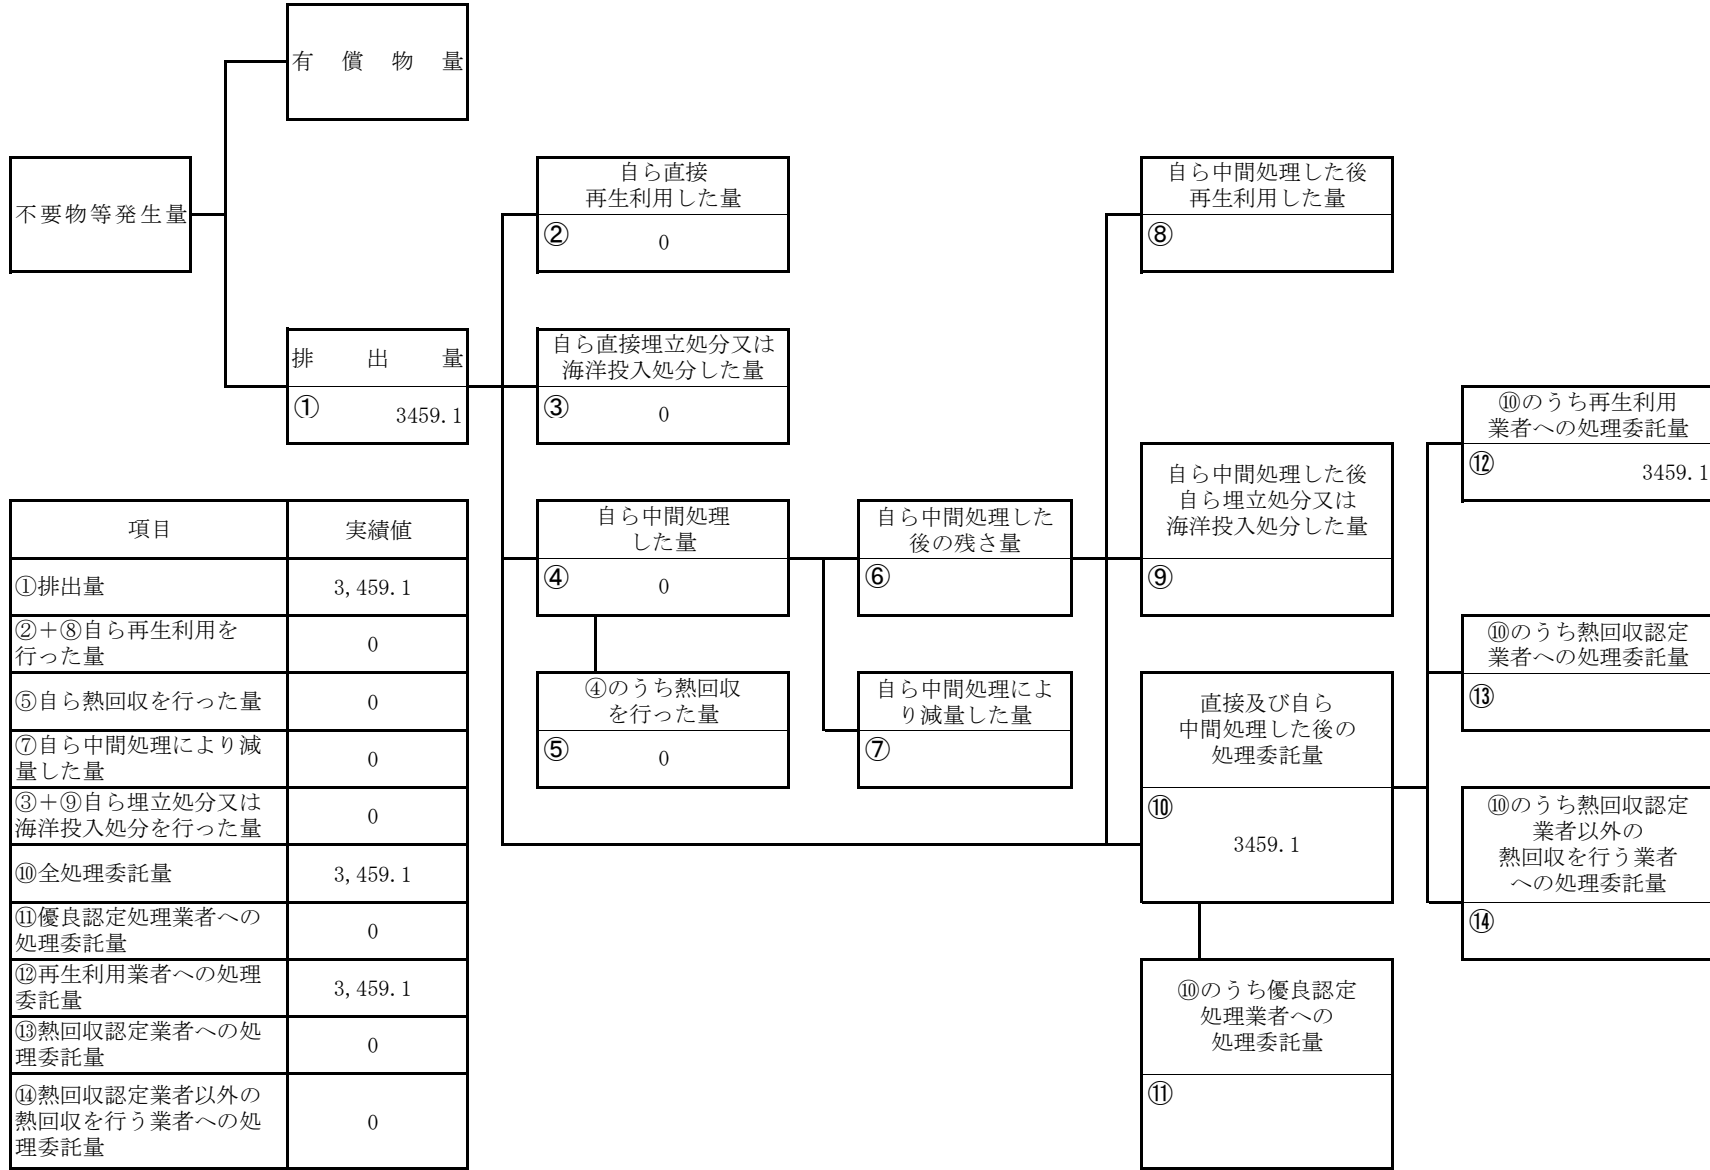 有償物量
不要物等発生量
排出量
① 3459.1
自ら直接
再生利用した量
② 0
自ら直接埋立処分又は
海洋投入処分した量
③ 0
自ら中間処理
した量
④ 0
④のうち熱回収
を行った量
⑤ 0
自ら中間処理した
後の残さ量
⑥
自ら中間処理によ
り減量した量
⑦
自ら中間処理した後
再生利用した量
⑧
自ら中間処理した後
自ら埋立処分又は
海洋投入処分した量
⑨
直接及び自ら
中間処理した後の
処理委託量
⑩
3459.1
⑩のうち優良認定
処理業者への
処理委託量
⑪
⑩のうち再生利用
業者への処理委託量
⑫ 3459.1
⑩のうち熱回収認定
業者への処理委託量
⑬
⑩のうち熱回収認定
業者以外の
熱回収を行う業者
への処理委託量
⑭
項目 実績値
①排出量 3,459.1
②+⑧自ら再生利用を
行った量 0
⑤自ら熱回収を行った量 0
⑦自ら中間処理により減
量した量 0
③+⑨自ら埋立処分又は
海洋投入処分を行った量 0
⑩全処理委託量 3,459.1
⑪優良認定処理業者への
処理委託量 0
⑫再生利用業者への処理
委託量 3,459.1
⑬熱回収認定業者への処
理委託量 0
⑭熱回収認定業者以外の
熱回収を行う業者への処
理委託量 0